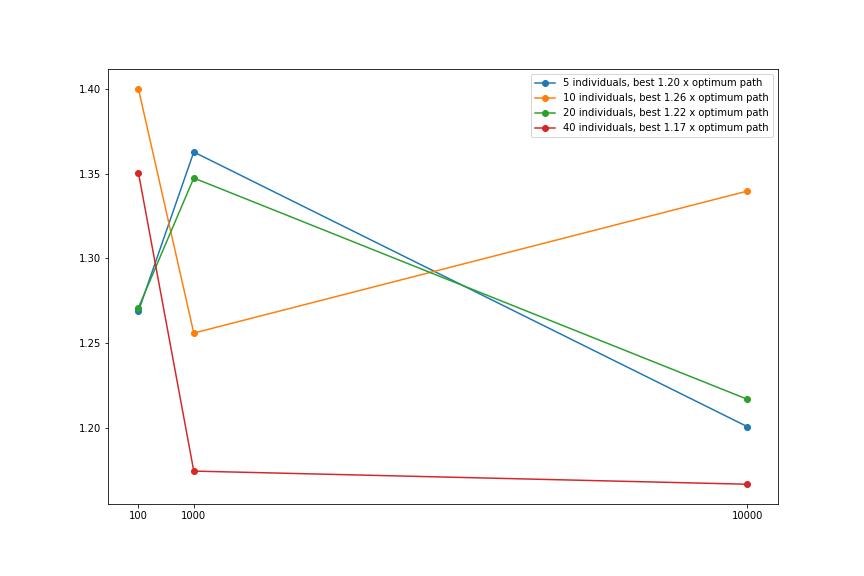 5 individuals, best 1.20 x optimum path
10 individuals, best 1.26 x optimum path
20 individuals, best 1.22 x optimum path
40 individuals, best 1.17 x optimum path
1.40
1.35
1.30
1.25
1.20
100 1000 10000